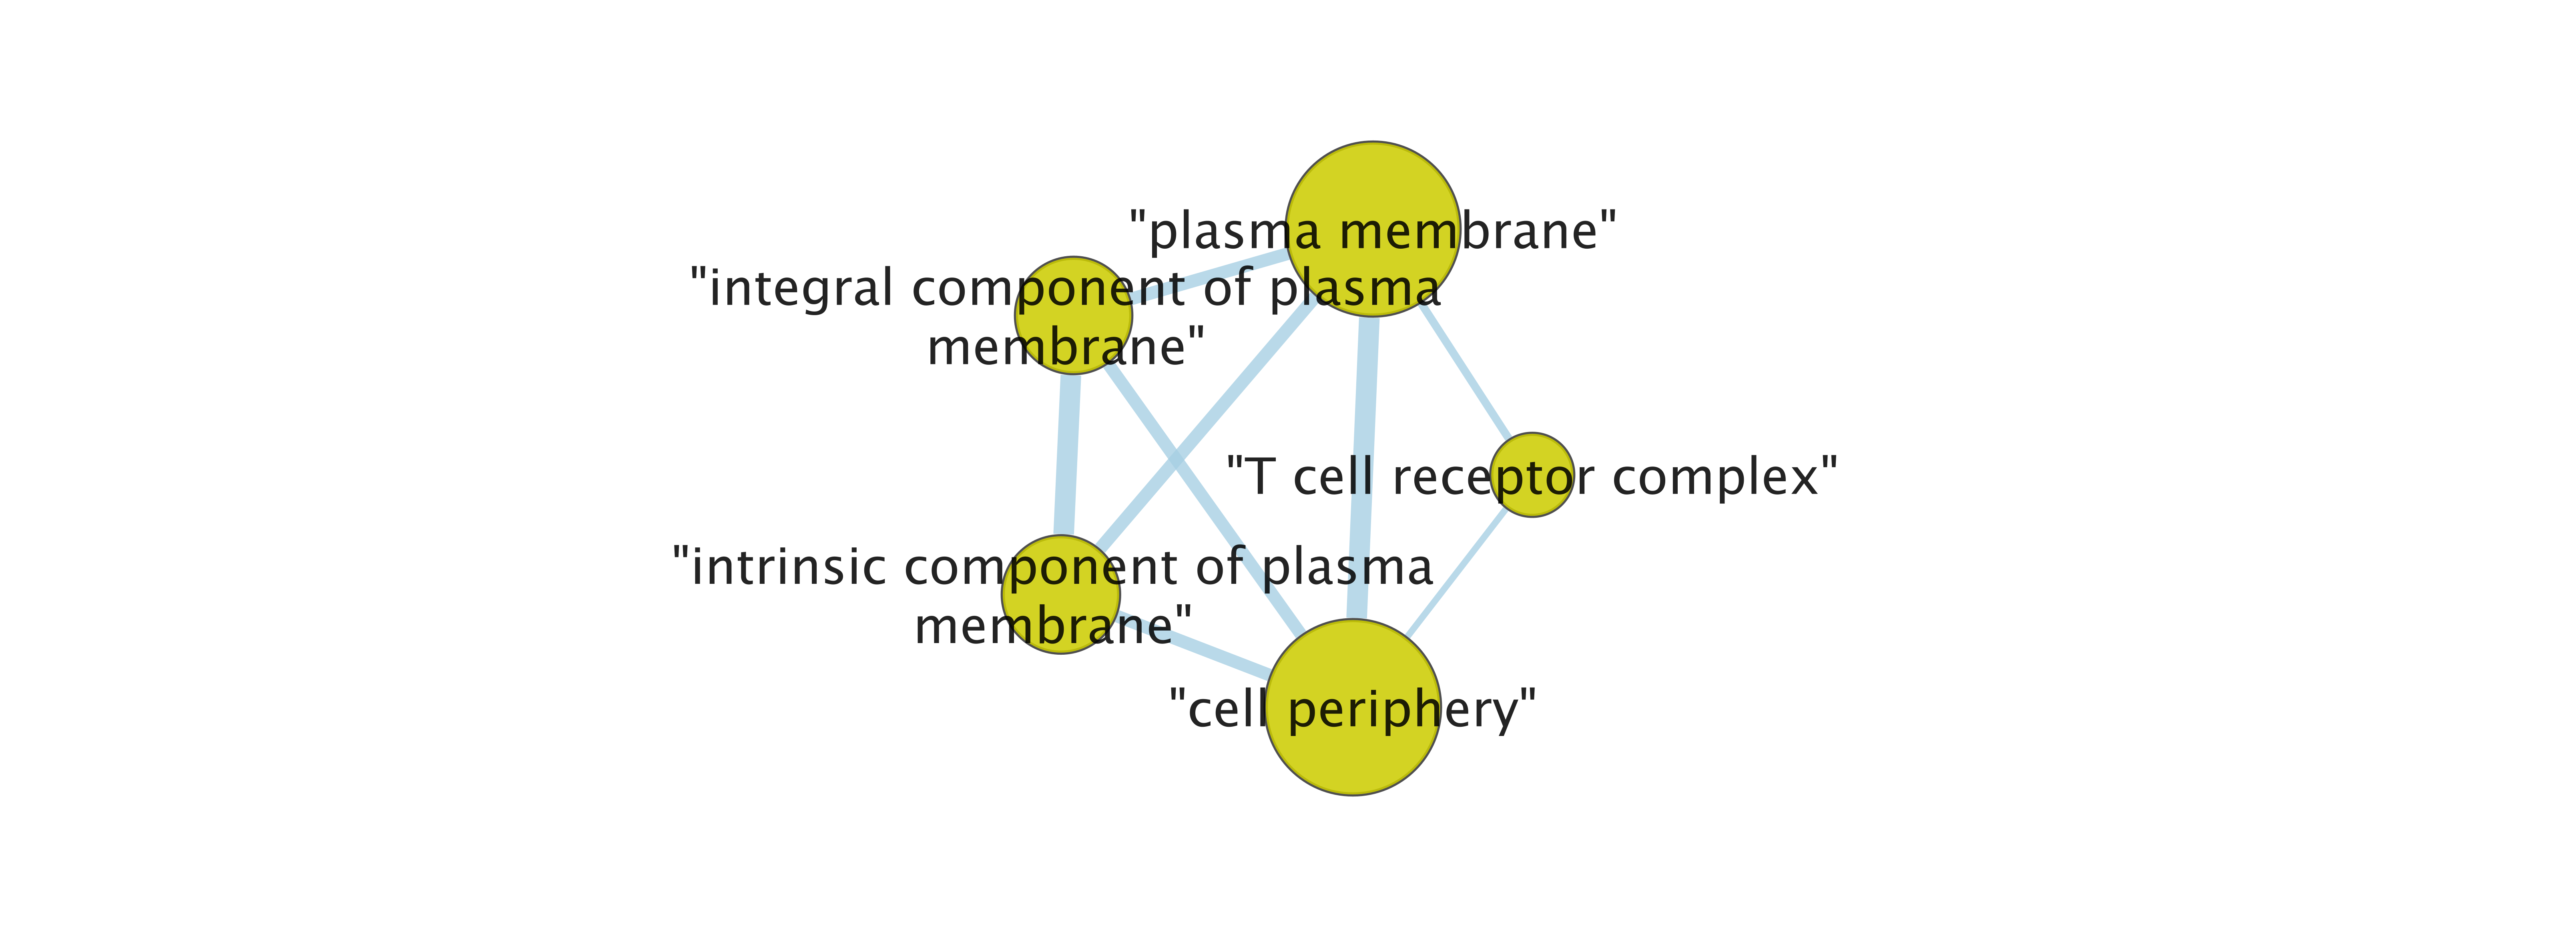 "plasma membrane"
"integral component of plasma
membrane"
"T cell receptor complex"
"intrinsic component of plasma
membrane"
"cell periphery"